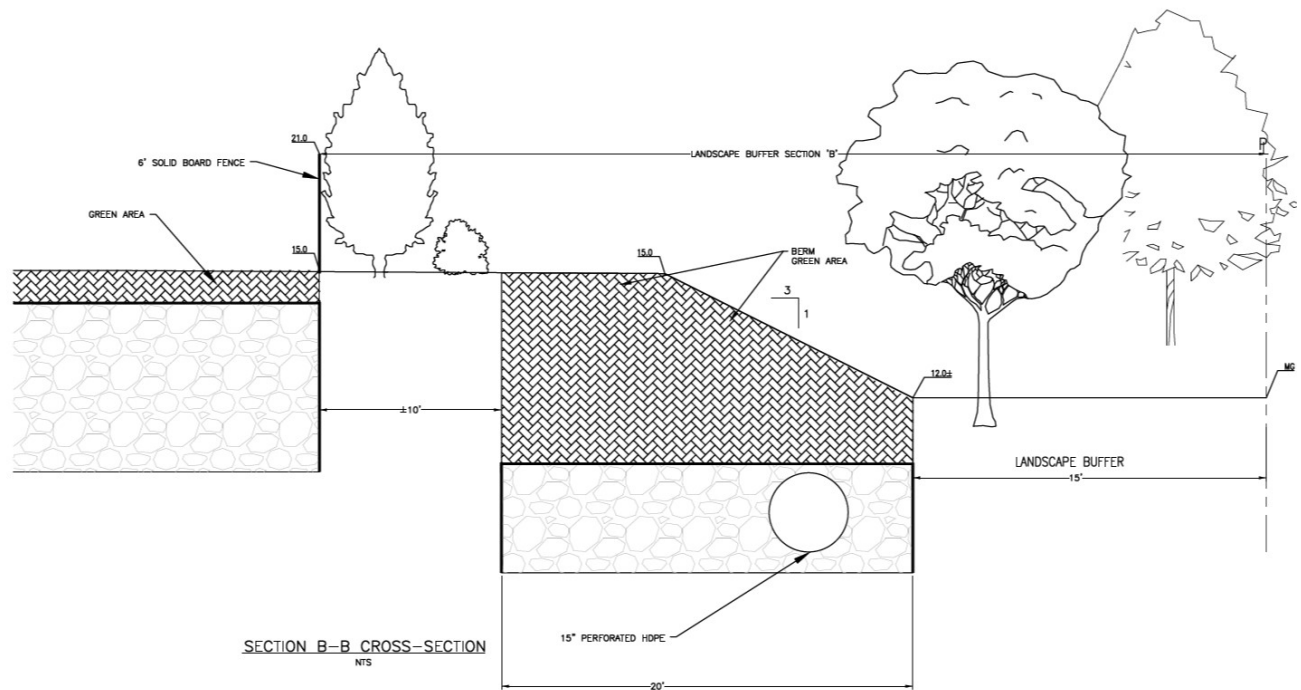 21.0
P
LANDSCAPE BUFFER SECTION 'B'
6' SOLID BOARD FENCE
GREEN AREA
15.0
15.0
BERM
GREEN AREA
3
1
12.0±
MG
±10'
LANDSCAPE BUFFER
15'
SECTION B-B CROSS-SECTION
NTS
15" PERFORATED HDPE
20'